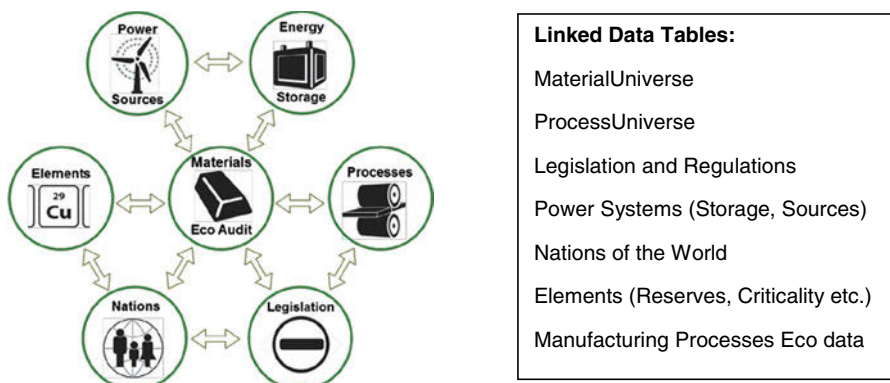 Power
Sources
Energy
Storage
Elements
29
Cu
Materials
Eco Audit
Processes
Nations
Legislation
Linked Data Tables:
MaterialUniverse
ProcessUniverse
Legislation and Regulations
Power Systems (Storage, Sources)
Nations of the World
Elements (Reserves, Criticality etc.)
Manufacturing Processes Eco data